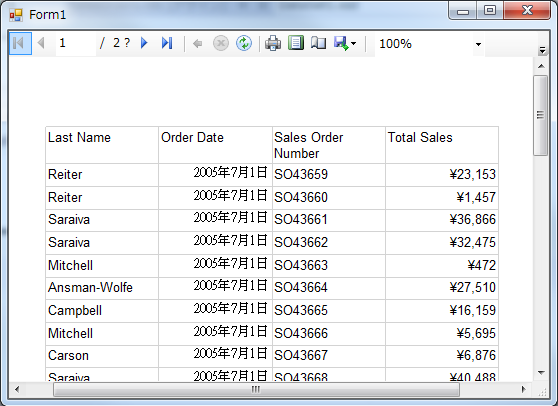 Form1
1 / 2 ? 100%
Last Name Order Date Sales Order Number Total Sales
Reiter 2005年7月1日 SO43659 ¥23,153
Reiter 2005年7月1日 SO43660 ¥1,457
Saraiva 2005年7月1日 SO43661 ¥36,866
Saraiva 2005年7月1日 SO43662 ¥32,475
Mitchell 2005年7月1日 SO43663 ¥472
Ansman-Wolfe 2005年7月1日 SO43664 ¥27,510
Campbell 2005年7月1日 SO43665 ¥16,159
Mitchell 2005年7月1日 SO43666 ¥5,695
Carson 2005年7月1日 SO43667 ¥6,876
Saraiva 2005年7月1日 SO43668 ¥40,488